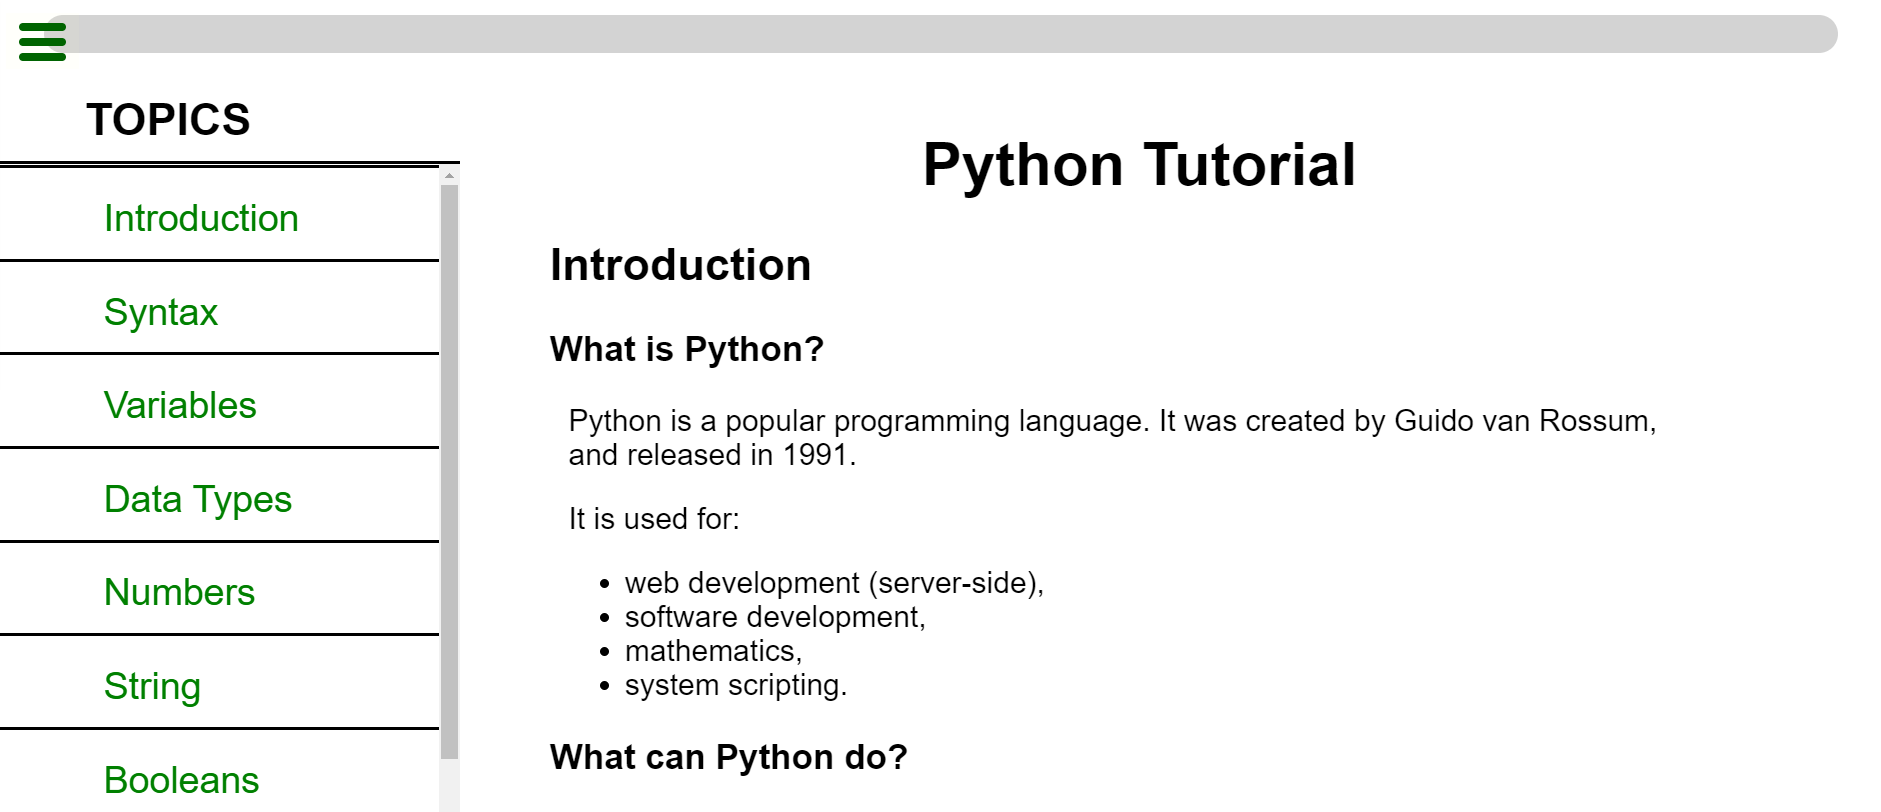 TOPICS
Introduction
Syntax
Variables
Data Types
Numbers
String
Booleans
Python Tutorial
Introduction
What is Python?
Python is a popular programming language. It was created by Guido van Rossum,
and released in 1991.
It is used for:
web development (server-side),
software development,
mathematics,
system scripting.
What can Python do?